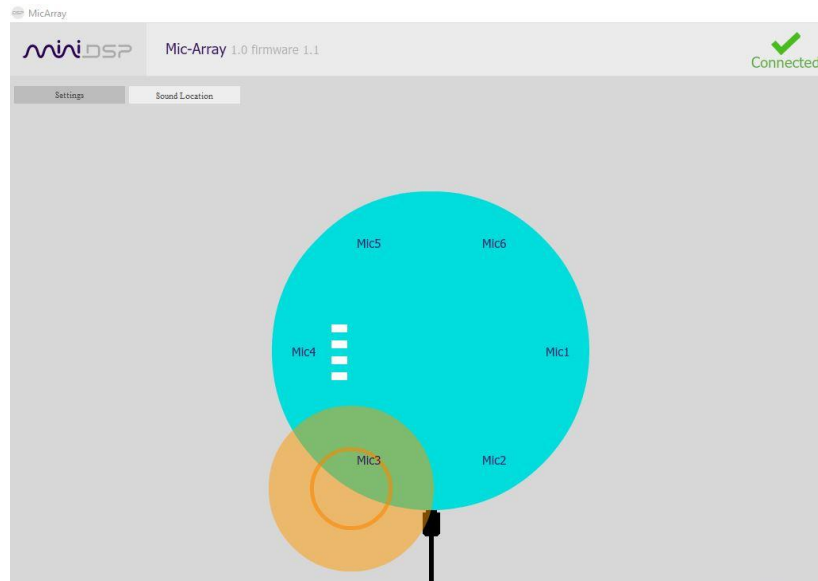 MicArray
miniDSP Mic-Array 1.0 firmware 1.1
Connected
Settings Sound Location
Mic5 Mic6
Mic4 Mic1
Mic3 Mic2